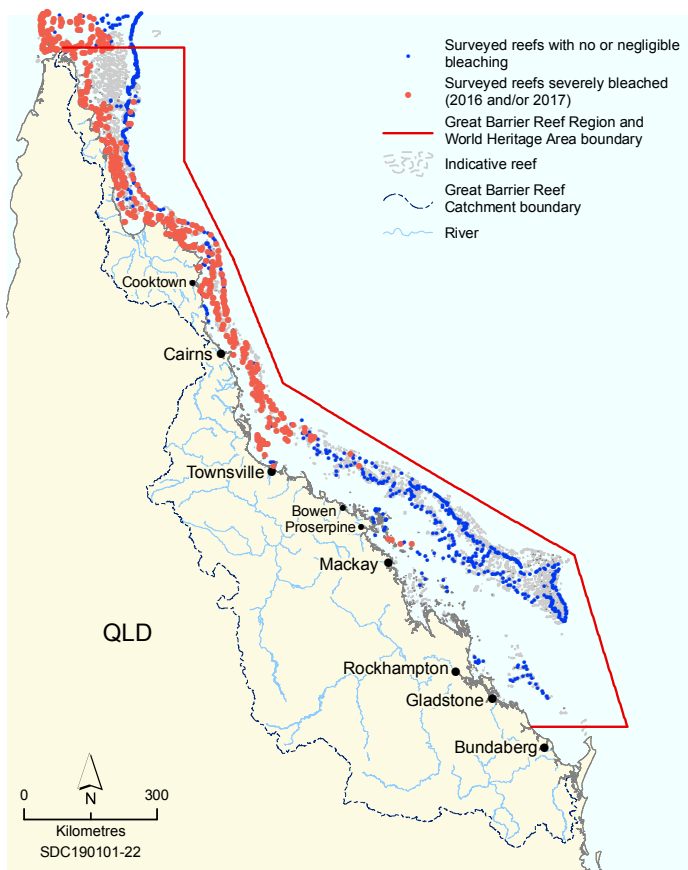 Surveyed reefs with no or negligible
bleaching
Surveyed reefs severely bleached
(2016 and/or 2017)
Great Barrier Reef Region and
World Heritage Area boundary
Indicative reef
Great Barrier Reef
Catchment boundary
River
Cooktown
Cairns
Townsville
Bowen
Proserpine
Mackay
QLD
Rockhampton
Gladstone
Bundaberg
N
0 300
Kilometres
SDC190101-22